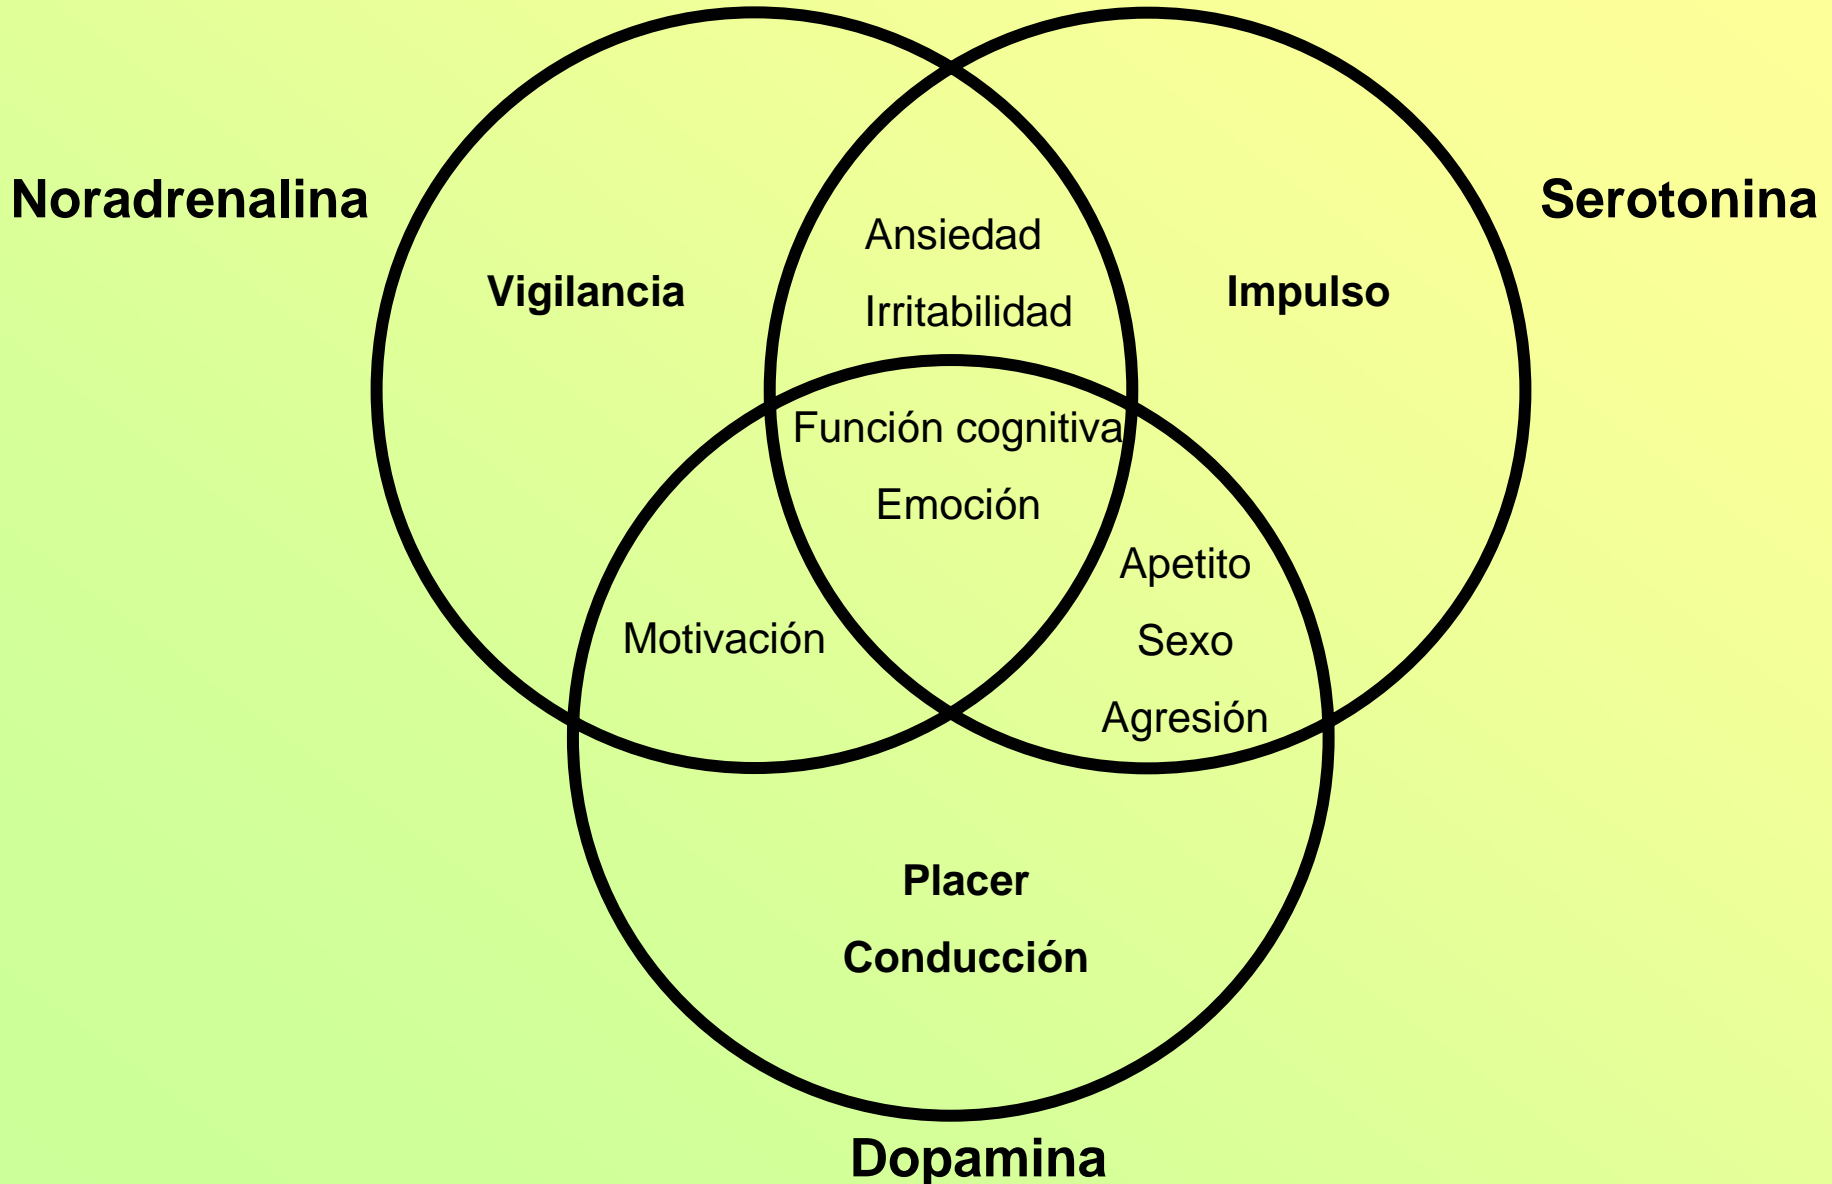 Noradrenalina
Serotonina
Ansiedad
Vigilancia
Irritabilidad
Impulso
Función cognitiva
Emoción
Apetito
Motivación
Sexo
Agresión
Placer
Conducción
Dopamina